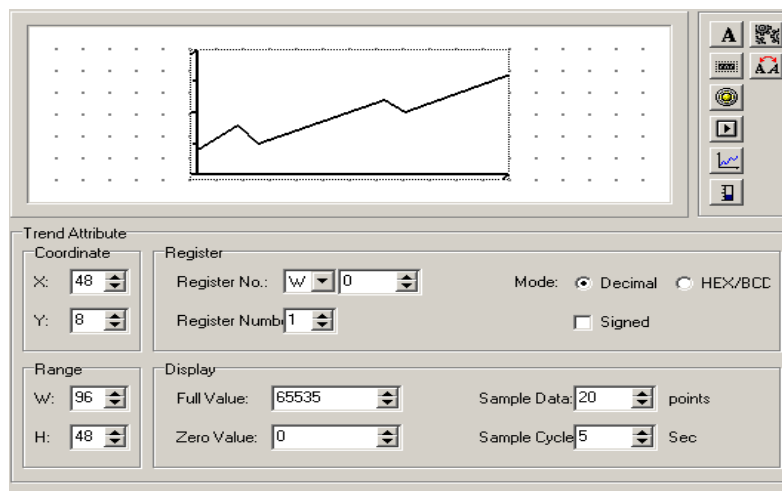 A
A A
Trend Attribute
Coordinate
X: 48
Y: 8
Register
Register No.: W 0
Register Numb 1
Mode: Decimal HEX/BCD
Signed
Range
W: 96
H: 48
Display
Full Value: 65535
Zero Value: 0
Sample Data: 20 points
Sample Cycle 5 Sec